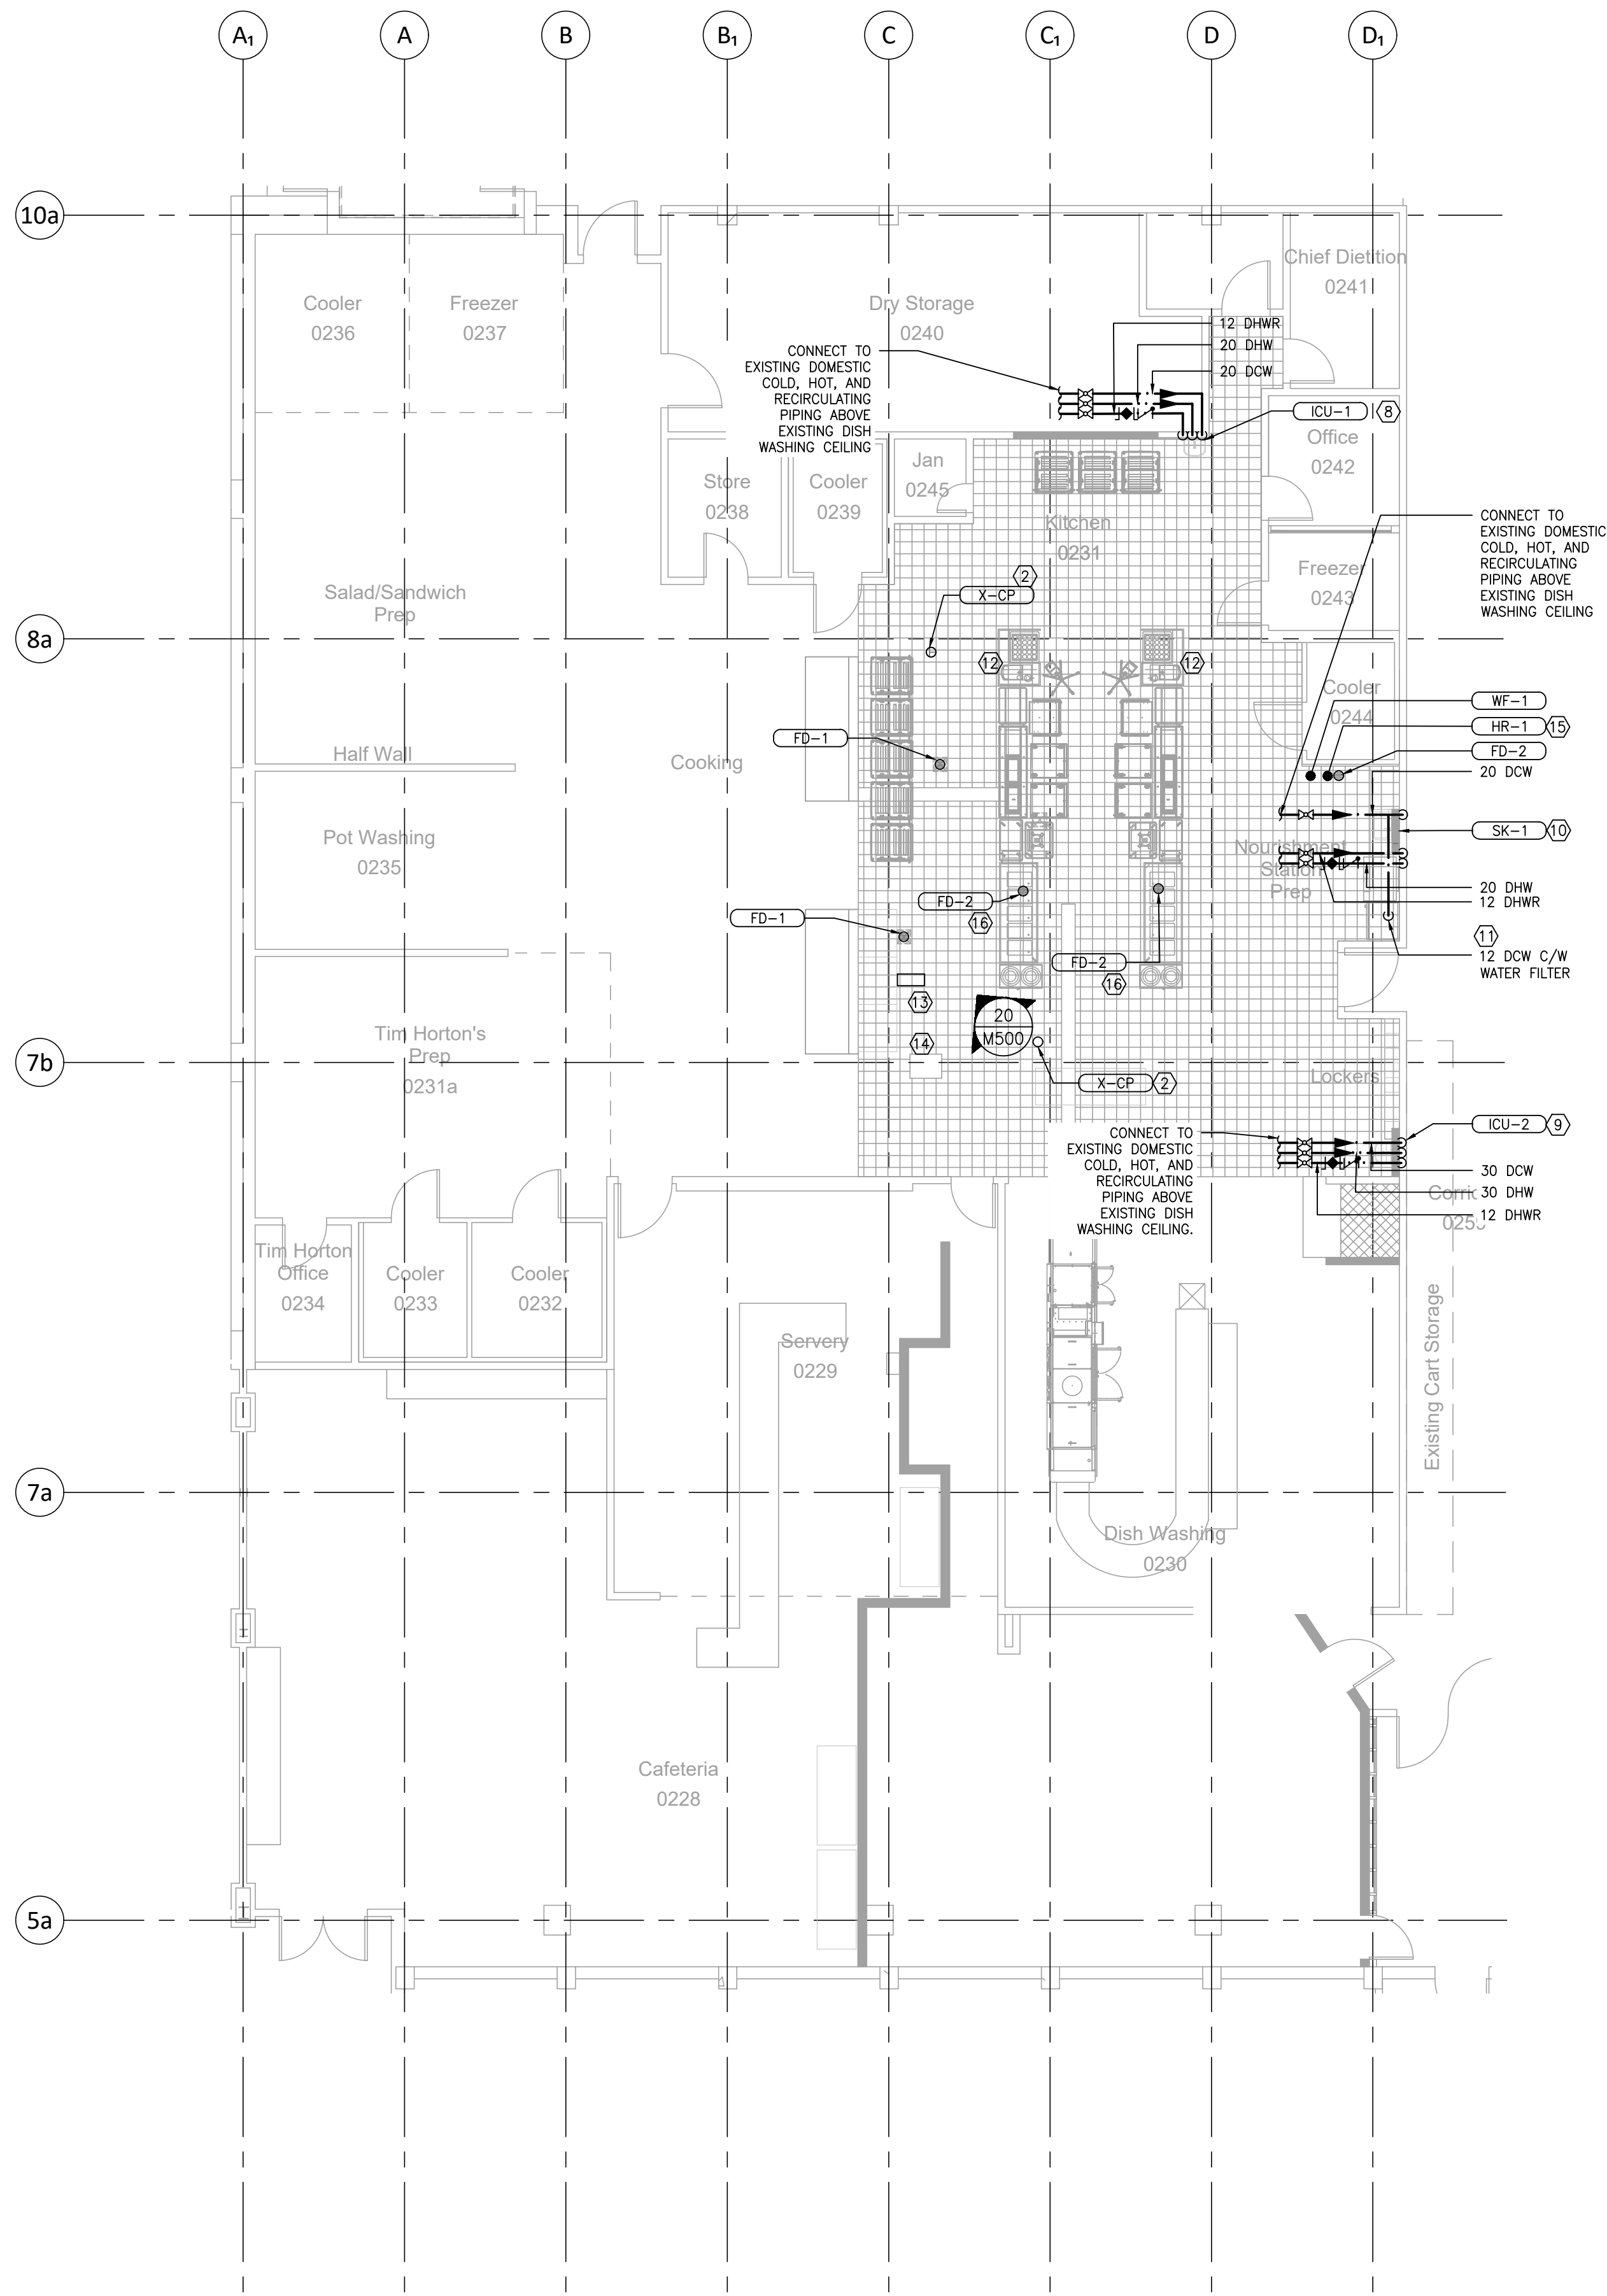 A₁
A
B
B₁
C
C₁
D
D₁
10a
8a
7b
7a
5a
Cooler
0236
Freezer
0237
Dry Storage
0240
Chief Dietition
0241
12 DHWR
20 DHW
20 DCW
CONNECT TO
EXISTING DOMESTIC
COLD, HOT, AND
RECIRCULATING
PIPING ABOVE
EXISTING DISH
WASHING CEILING
ICU-1
8
Office
0242
Jan
0245
Store
0238
Cooler
0239
Kitchen
0231
CONNECT TO
EXISTING DOMESTIC
COLD, HOT, AND
RECIRCULATING
PIPING ABOVE
EXISTING DISH
WASHING CEILING
Freezer
0243
2
X-CP
Salad/Sandwich
Prep
12
12
Cooler
0244
WF-1
HR-1
15
FD-2
20 DCW
FD-1
Half Wall
Cooking
Pot Washing
0235
SK-1
10
Nourishment
Station
Prep
20 DHW
12 DHWR
FD-2
16
FD-1
11
12 DCW C/W
WATER FILTER
FD-2
16
13
20
M500
14
Tim Horton's
Prep
0231a
X-CP
2
Lockers
ICU-2
9
CONNECT TO
EXISTING DOMESTIC
COLD, HOT, AND
RECIRCULATING
PIPING ABOVE
EXISTING DISH
WASHING CEILING.
30 DCW
30 DHW
12 DHWR
Tim Horton
Office
0234
Cooler
0233
Cooler
0232
Servery
0229
Existing Cart Storage
Dish Washing
0230
Cafeteria
0228